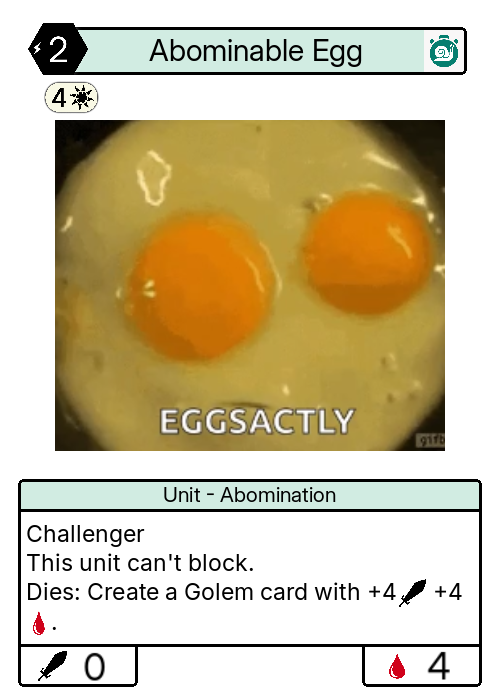 2
Abominable Egg
4
EGGSACTLY
gifb
Unit - Abomination
Challenger
This unit can't block.
Dies: Create a Golem card with +4 +4
.
0
4